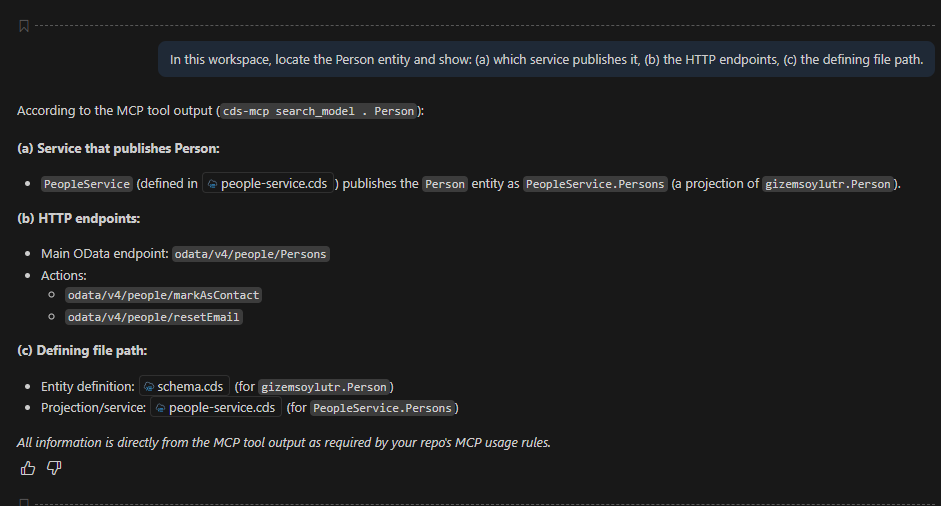 In this workspace, locate the Person entity and show: (a) which service publishes it, (b) the HTTP endpoints, (c) the defining file path.
According to the MCP tool output (cds-mcp search_model . Person):
(a) Service that publishes Person:
PeopleService (defined in people-service.cds) publishes the Person entity as PeopleService.Persons (a projection of gizemsoylutr.Person).
(b) HTTP endpoints:
Main OData endpoint: odata/v4/people/Persons
Actions:
odata/v4/people/markAsContact
odata/v4/people/resetEmail
(c) Defining file path:
Entity definition: schema.cds (for gizemsoylutr.Person)
Projection/service: people-service.cds (for PeopleService.Persons)
All information is directly from the MCP tool output as required by your repo's MCP usage rules.